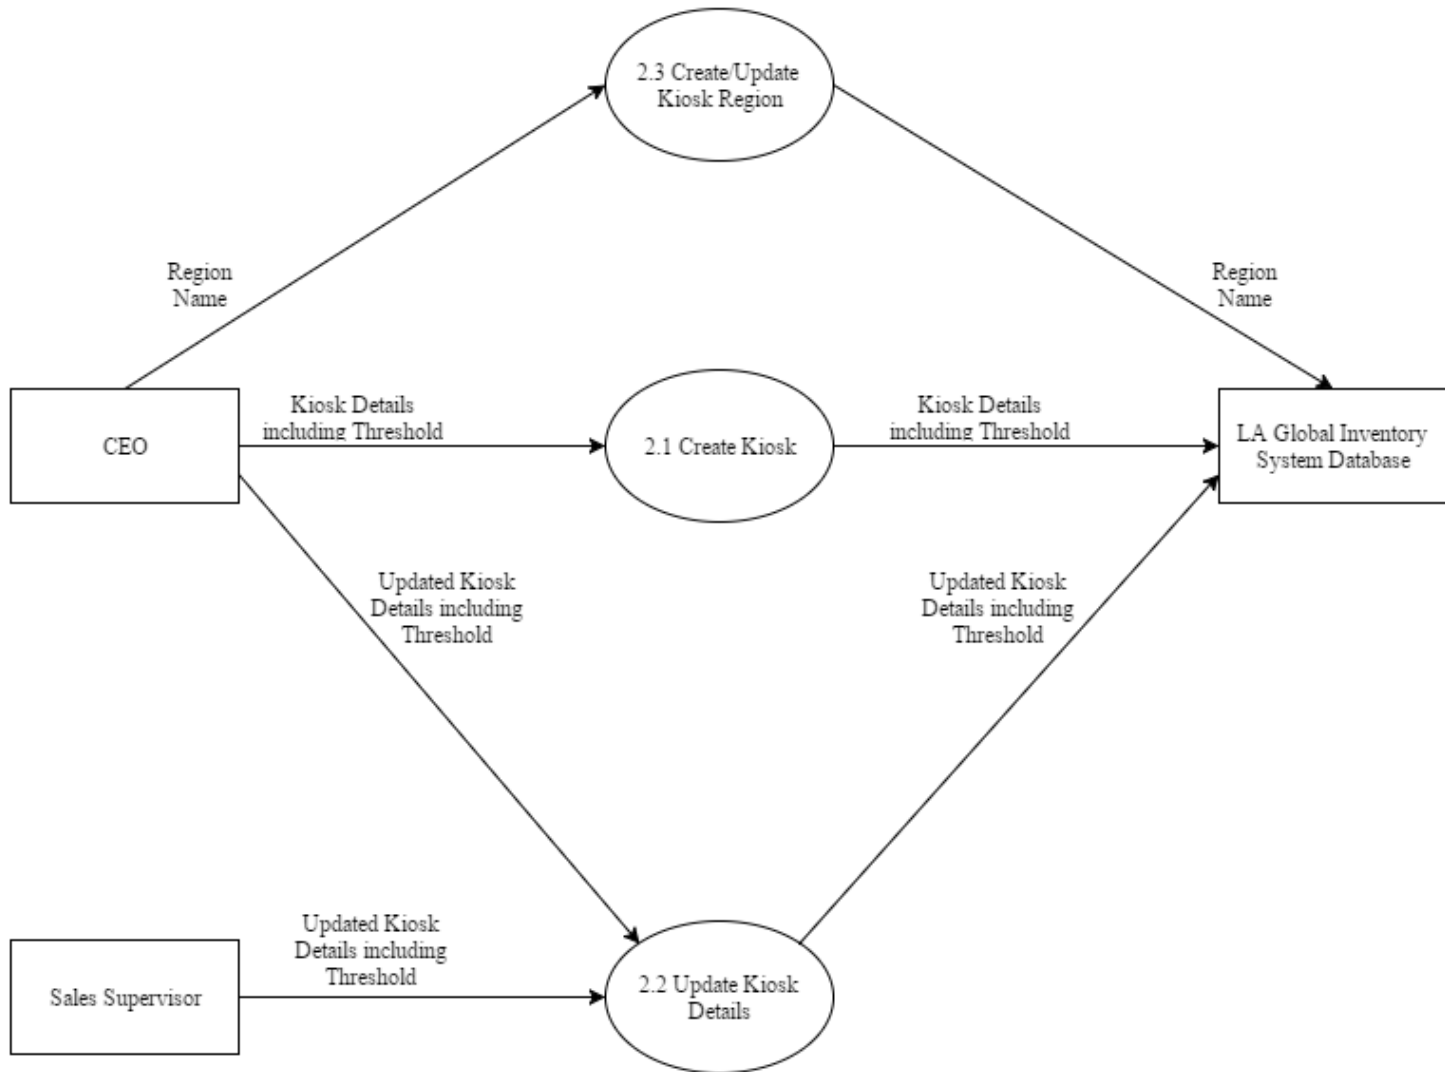 2.3 Create/Update
Kiosk Region
Region
Name
Region
Name
CEO
Kiosk Details
including Threshold
2.1 Create Kiosk
Kiosk Details
including Threshold
LA Global Inventory
System Database
Updated Kiosk
Details including
Threshold
Updated Kiosk
Details including
Threshold
Sales Supervisor
Updated Kiosk
Details including
Threshold
2.2 Update Kiosk
Details